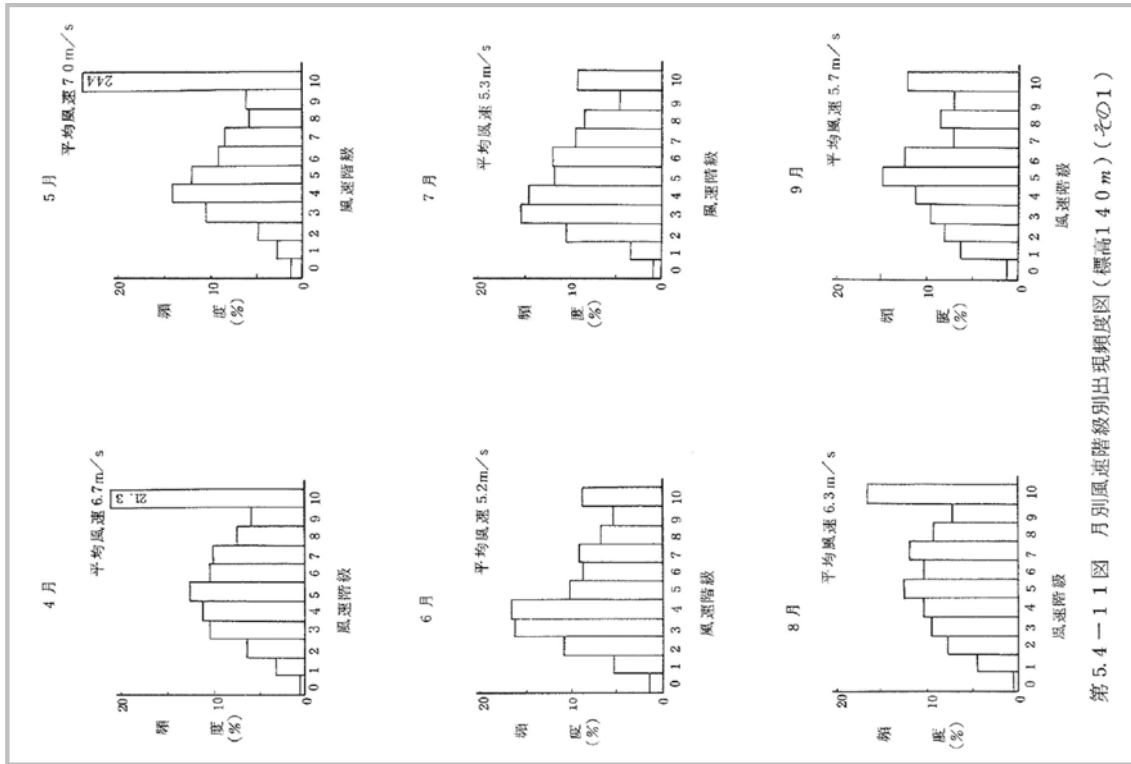 4月
平均風速 6.7m/s
頻度(%)
20
10
0
21.3
0 1 2 3 4 5 6 7 8 9 10
風速階級
5月
平均風速 7.0m/s
頻度(%)
20
10
0
24.4
0 1 2 3 4 5 6 7 8 9 10
風速階級
6月
平均風速 5.2m/s
頻度(%)
20
10
0
0 1 2 3 4 5 6 7 8 9 10
風速階級
7月
平均風速 5.3m/s
頻度(%)
20
10
0
0 1 2 3 4 5 6 7 8 9 10
風速階級
8月
平均風速 6.3m/s
頻度(%)
20
10
0
0 1 2 3 4 5 6 7 8 9 10
風速階級
9月
平均風速 5.7m/s
頻度(%)
20
10
0
0 1 2 3 4 5 6 7 8 9 10
風速階級
第5.4－11図 月別風速階級別出現頻度図(標高140m)(その1)